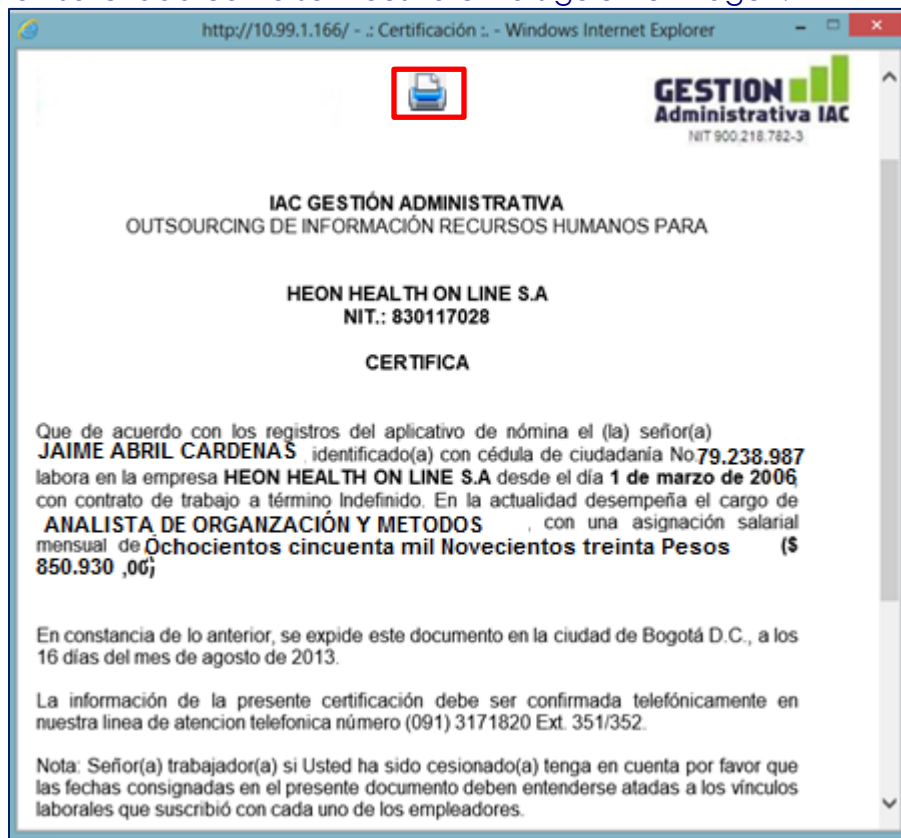 http://10.99.1.166/ - .: Certificación :. - Windows Internet Explorer
GESTION
Administrativa IAC
NIT 900.218.782-3
IAC GESTIÓN ADMINISTRATIVA
OUTSOURCING DE INFORMACIÓN RECURSOS HUMANOS PARA
HEON HEALTH ON LINE S.A
NIT.: 830117028
CERTIFICA
Que de acuerdo con los registros del aplicativo de nómina el (la) señor(a)
JAIME ABRIL CARDENAS , identificado(a) con cédula de ciudadanía No.79.238.987
labora en la empresa HEON HEALTH ON LINE S.A desde el día 1 de marzo de 2006,
con contrato de trabajo a término Indefinido. En la actualidad desempeña el cargo de
ANALISTA DE ORGANZACIÓN Y METODOS , con una asignación salarial
mensual de Ochocientos cincuenta mil Novecientos treinta Pesos ($
850.930 ,00)
En constancia de lo anterior, se expide este documento en la ciudad de Bogotá D.C., a los
16 días del mes de agosto de 2013.
La información de la presente certificación debe ser confirmada telefónicamente en
nuestra linea de atencion telefonica número (091) 3171820 Ext. 351/352.
Nota: Señor(a) trabajador(a) si Usted ha sido cesionado(a) tenga en cuenta por favor que
las fechas consignadas en el presente documento deben entenderse atadas a los vínculos
laborales que suscribió con cada uno de los empleadores.